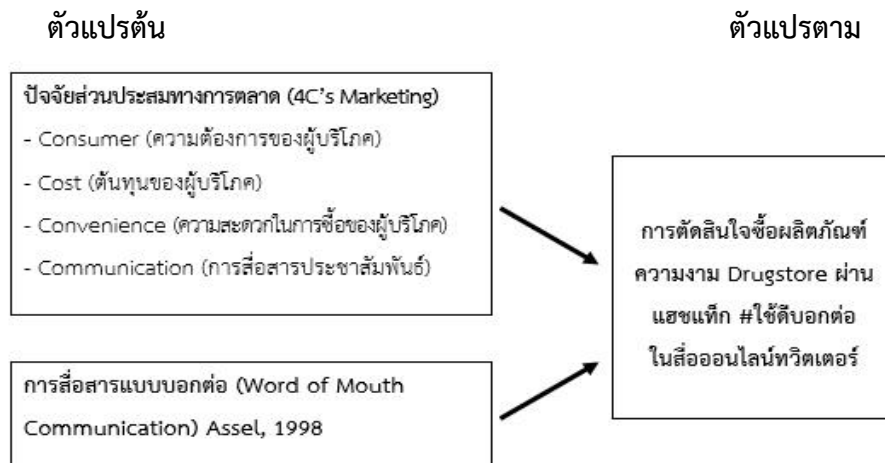 ตัวแปรต้น
ตัวแปรตาม
ปัจจัยส่วนประสมทางการตลาด (4C's Marketing)
- Consumer (ความต้องการของผู้บริโภค)
- Cost (ต้นทุนของผู้บริโภค)
- Convenience (ความสะดวกในการซื้อของผู้บริโภค)
- Communication (การสื่อสารประชาสัมพันธ์)
การตัดสินใจซื้อผลิตภัณฑ์
ความงาม Drugstore ผ่าน
แฮชแท็ก #ใช้ดีบอกต่อ
ในสื่อออนไลน์ทวิตเตอร์
การสื่อสารแบบบอกต่อ (Word of Mouth
Communication) Assel, 1998